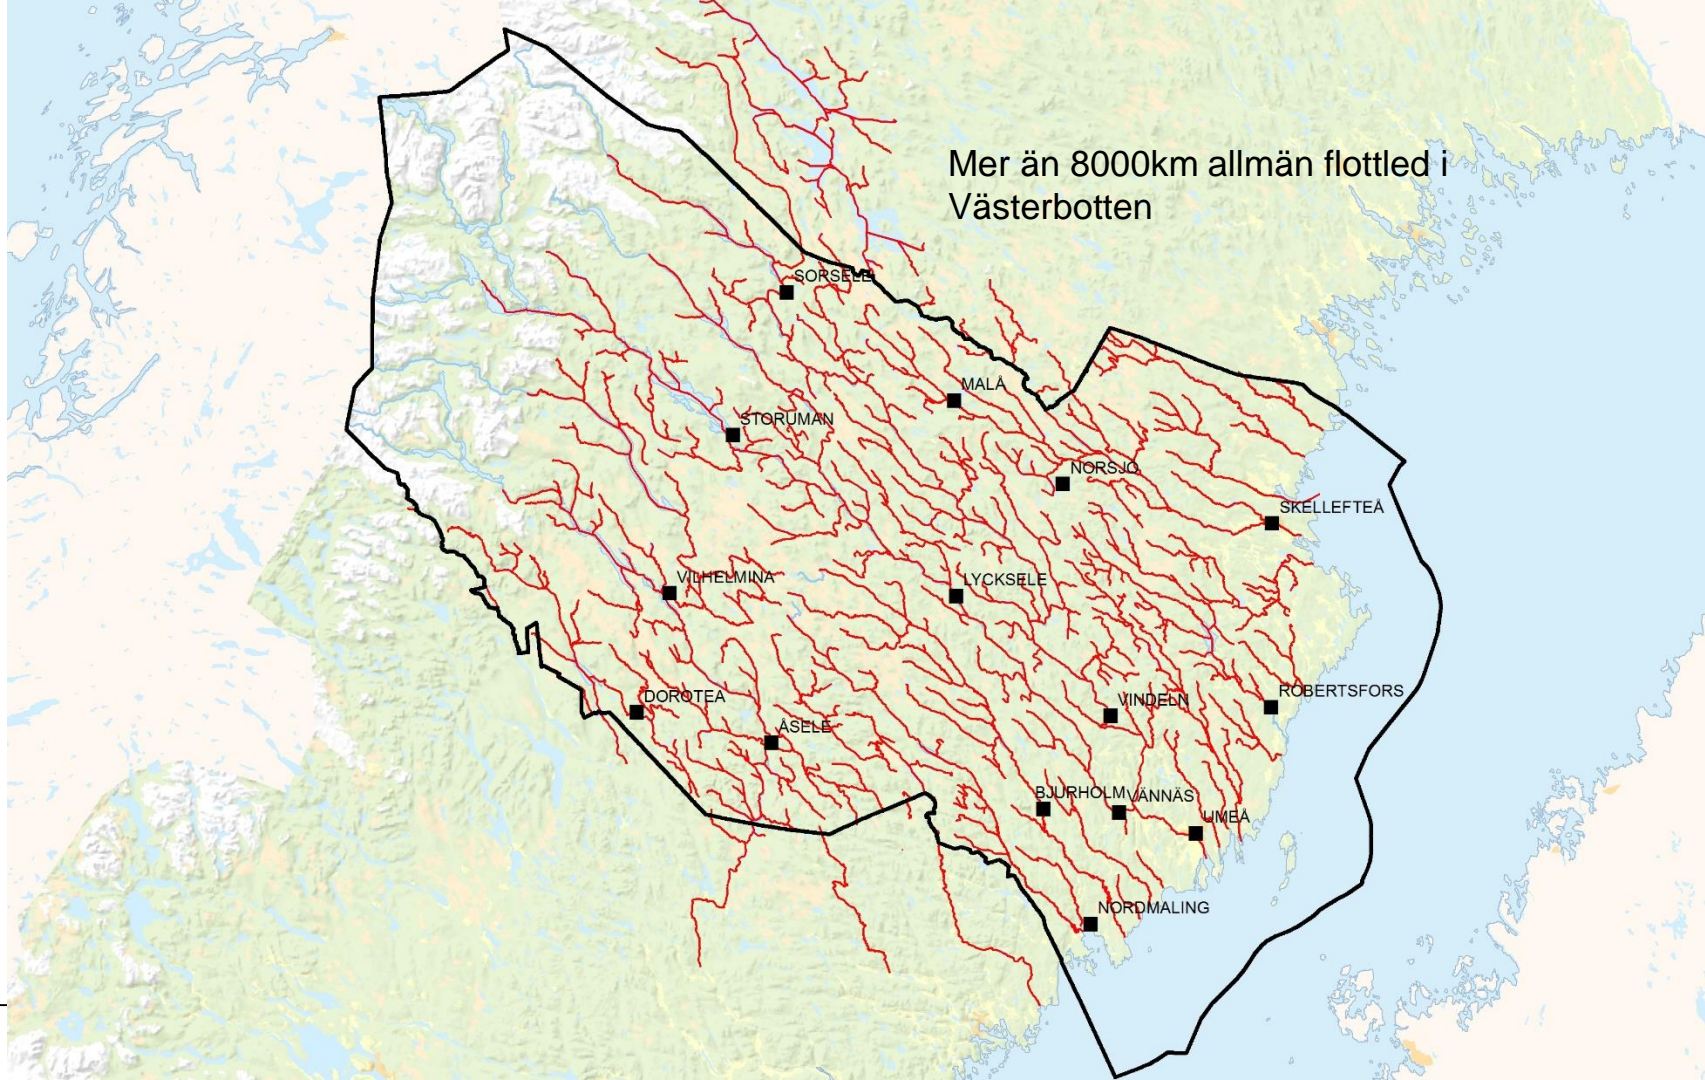 Mer än 8000km allmän flottled i
Västerbotten
SORSELE
MALÅ
STORUMAN
NORSJÖ
SKELLEFTEÅ
VILHELMINA
LYCKSELE
DOROTEA
VINDELN
ROBERTSFORS
ÅSELE
BJURHOLM
VÄNNÄS
UMEÅ
NORDMALING